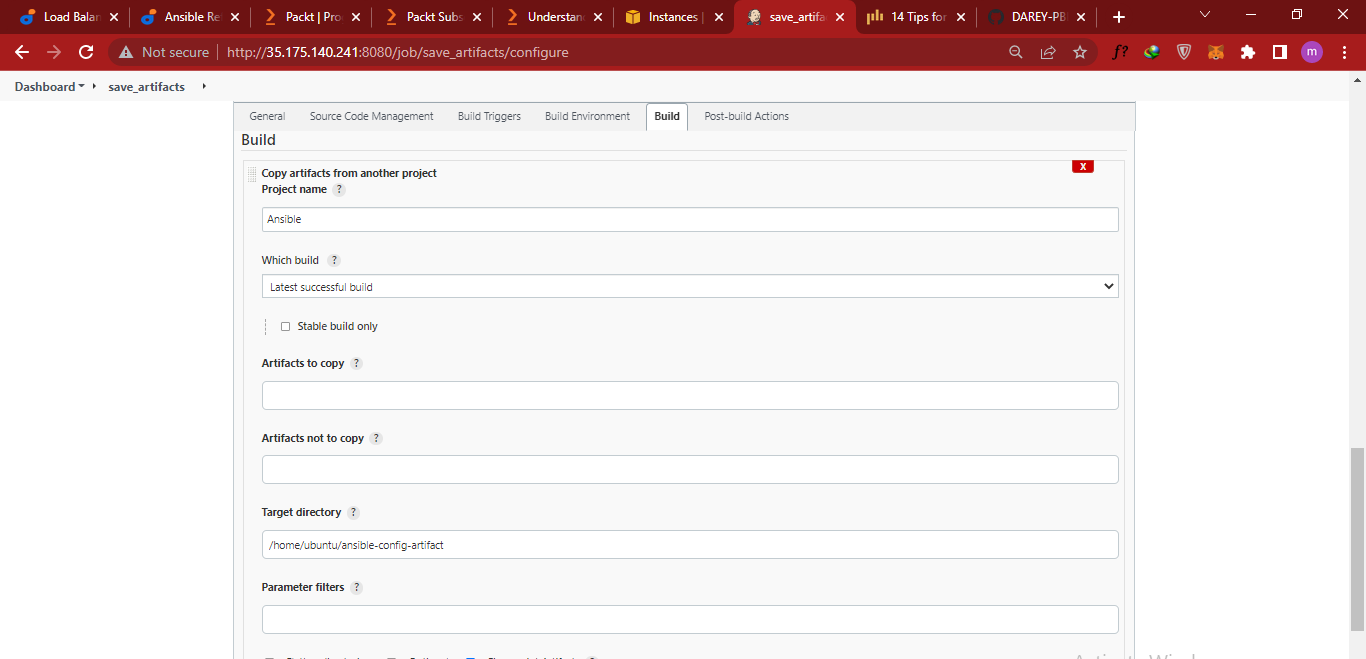 Load Balan
Ansible Re
Packt | Pro
Packt Subs
Understan
Instances |
save_artifa
14 Tips for
DAREY-PB
Not secure
http://35.175.140.241:8080/job/save_artifacts/configure
f?
m
Dashboard
save_artifacts
General
Source Code Management
Build Triggers
Build Environment
Build
Post-build Actions
Build
X
Copy artifacts from another project
Project name ?
Ansible
Which build ?
Latest successful build
Stable build only
Artifacts to copy ?
Artifacts not to copy ?
Target directory ?
/home/ubuntu/ansible-config-artifact
Parameter filters ?